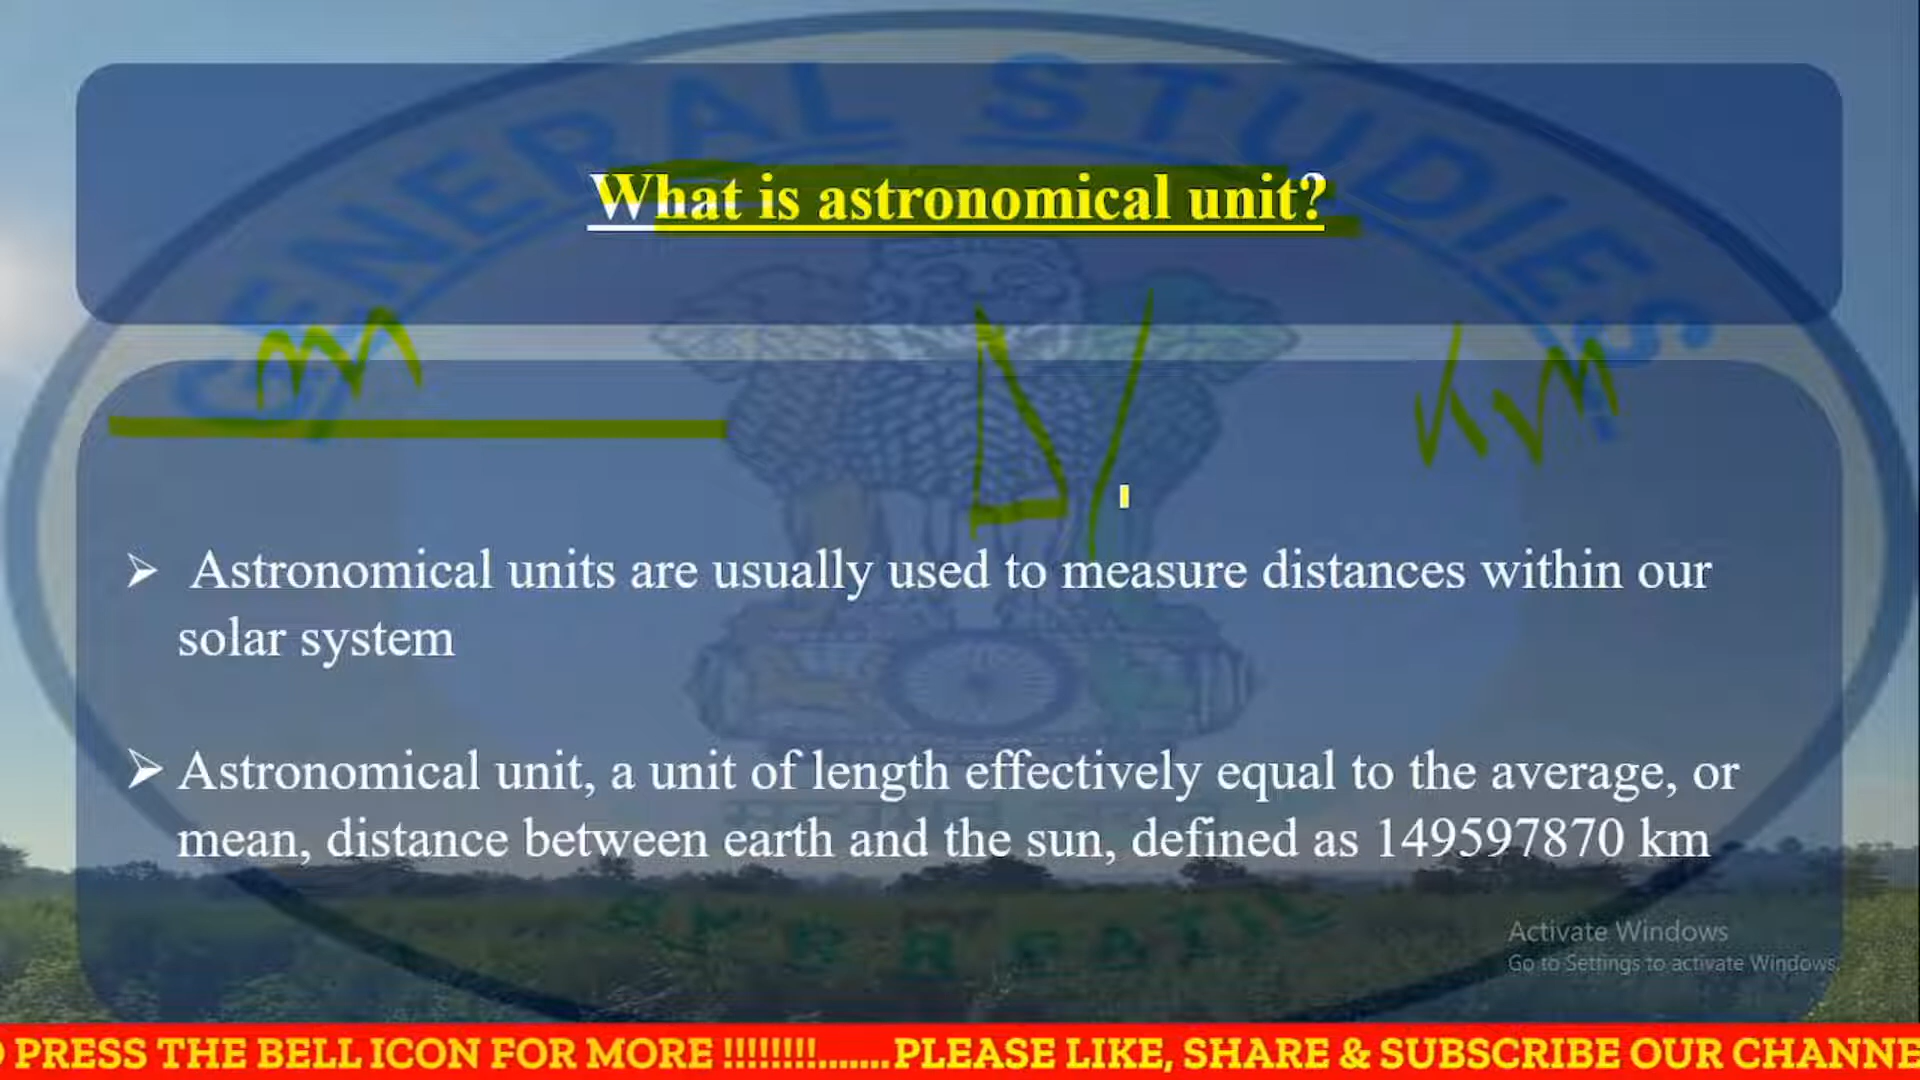 GENERAL STUDIES
What is astronomical unit?
m
km
➢ Astronomical units are usually used to measure distances within our
solar system
➢ Astronomical unit, a unit of length effectively equal to the average, or
mean, distance between earth and the sun, defined as 149597870 km
Activate Windows
Go to Settings to activate Windows.
PRESS THE BELL ICON FOR MORE !!!!!!!!.......PLEASE LIKE, SHARE & SUBSCRIBE OUR CHANNE